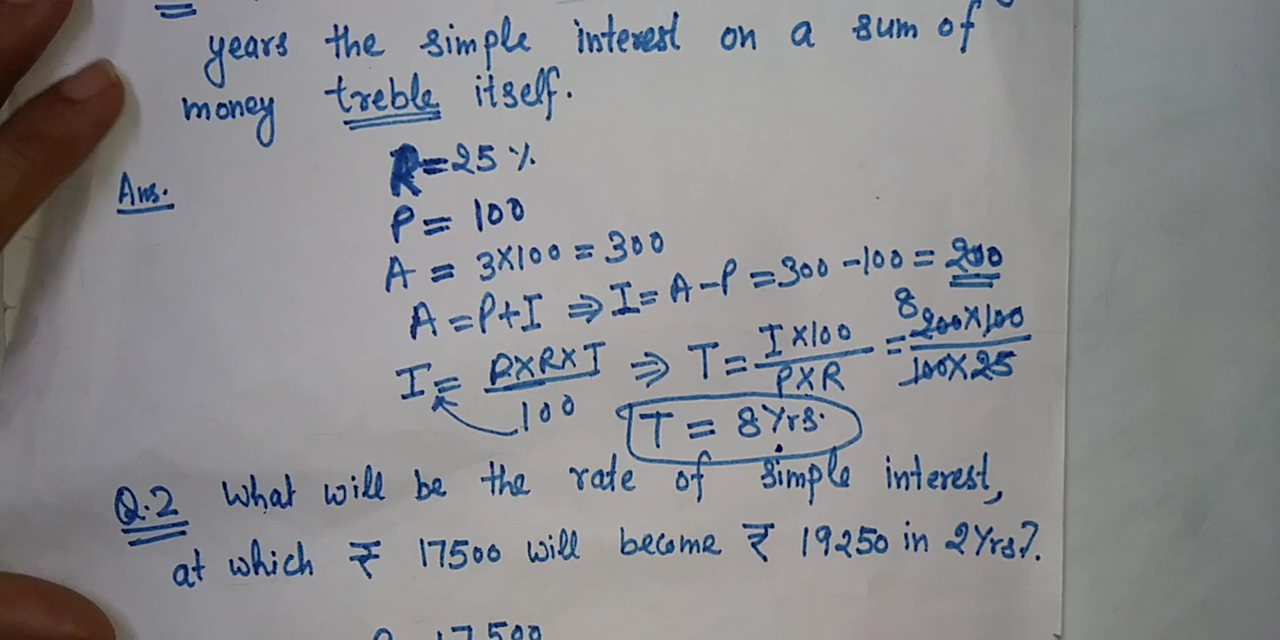 years the simple interest on a sum of
money treble itself.
Ans.
R = 25 %
P = 100
A = 3×100 = 300
A = P+I ⇒ I = A-P = 300 - 100 = 200
I = P×R×T / 100 ⇒ T = I×100 / P×R = 8 200×100 / 100×25
T = 8 Yrs.
Q.2 What will be the rate of simple interest,
at which ₹ 17500 will become ₹ 19250 in 2Yrs?.
17500